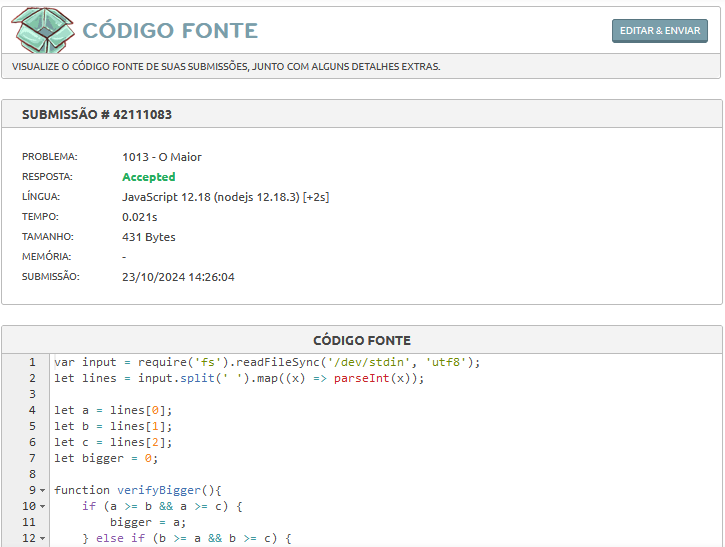 CÓDIGO FONTE
EDITAR & ENVIAR
VISUALIZE O CÓDIGO FONTE DE SUAS SUBMISSÕES, JUNTO COM ALGUNS DETALHES EXTRAS.
SUBMISSÃO # 42111083
PROBLEMA: 1013 - O Maior
RESPOSTA: Accepted
LÍNGUA: JavaScript 12.18 (nodejs 12.18.3) [+2s]
TEMPO: 0.021s
TAMANHO: 431 Bytes
MEMÓRIA: -
SUBMISSÃO: 23/10/2024 14:26:04
CÓDIGO FONTE
1 var input = require('fs').readFileSync('/dev/stdin', 'utf8');
2 let lines = input.split(' ').map((x) => parseInt(x));
3
4 let a = lines[0];
5 let b = lines[1];
6 let c = lines[2];
7 let bigger = 0;
8
9 function verifyBigger(){
10     if (a >= b && a >= c) {
11         bigger = a;
12     } else if (b >= a && b >= c) {